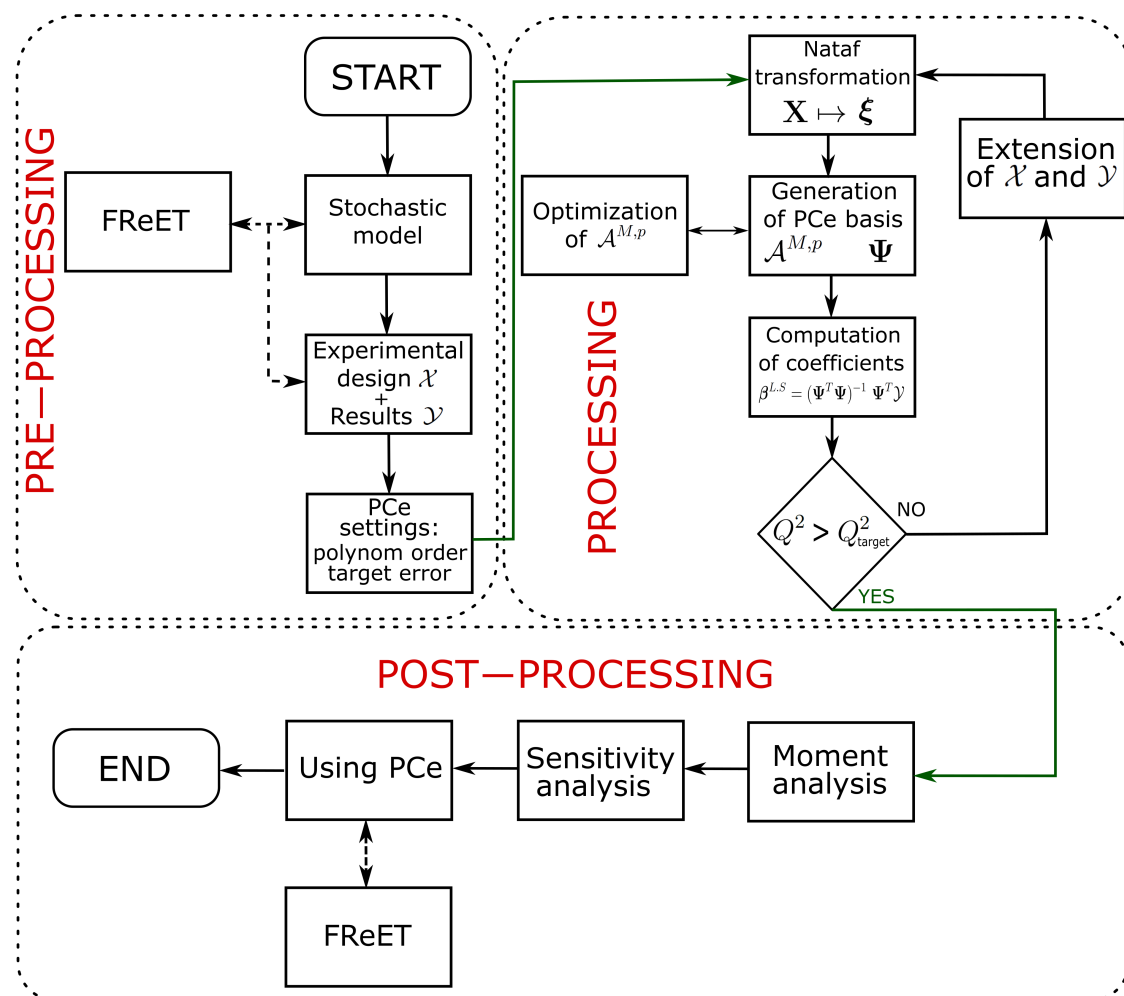 PRE—PROCESSING
START
FReET
Stochastic
model
Experimental
design 𝒳
+
Results 𝒴
PCe
settings:
polynom order
target error
PROCESSING
Nataf
transformation
X ↦ ξ
Extension
of 𝒳 and 𝒴
Optimization
of 𝒜^{M,p}
Generation
of PCe basis
𝒜^{M,p} Ψ
Computation
of coefficients
β^{L.S} = (Ψ^T Ψ)^{-1} Ψ^T 𝒴
Q² > Q²_target
NO
YES
POST—PROCESSING
Moment
analysis
Sensitivity
analysis
Using PCe
END
FReET